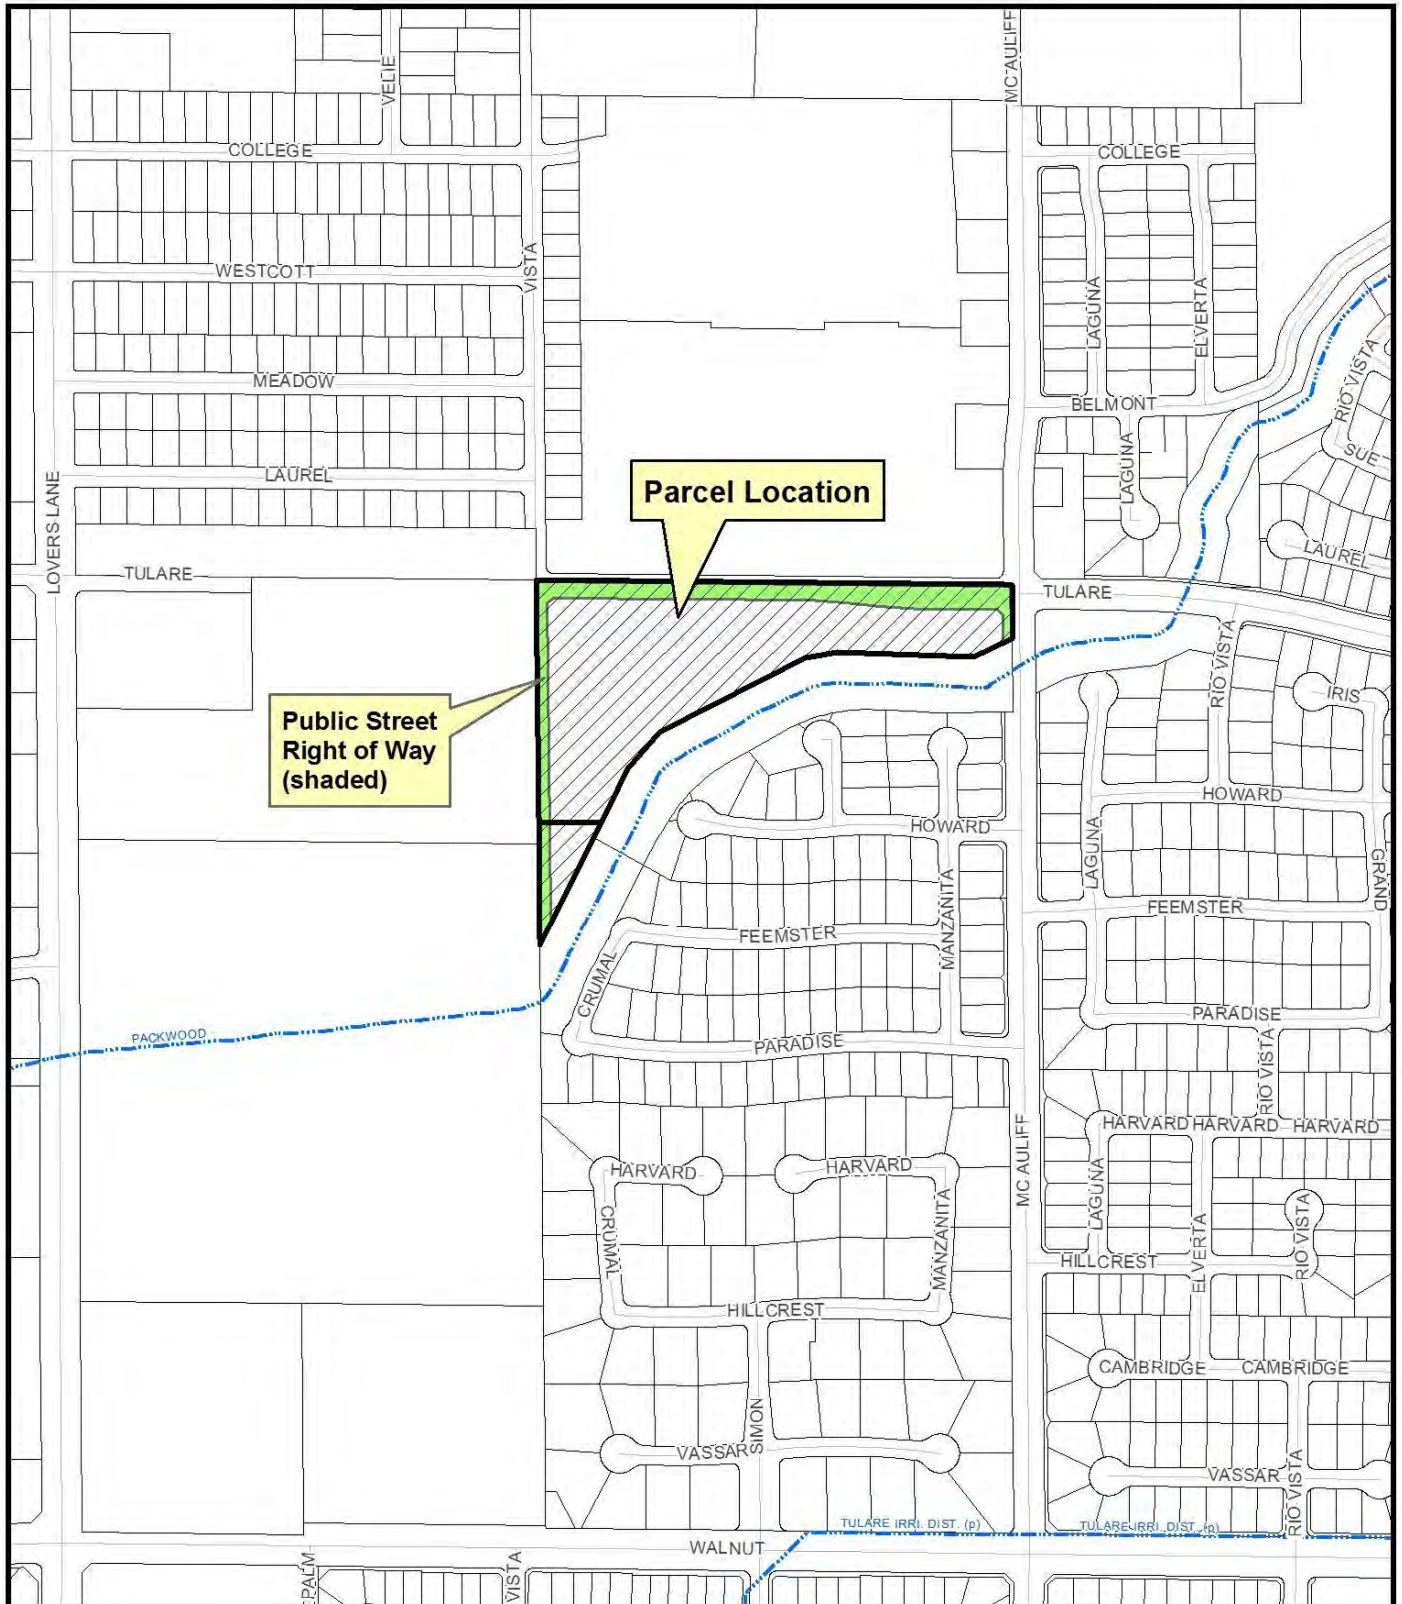 MC AULIFF
VELIE
COLLEGE
COLLEGE
VISTA
WESTCOTT
LAGUNA
ELVERTA
MEADOW
RIO VISTA
BELMONT
LAGUNA
SUE
LAUREL
LOVERS LANE
Parcel Location
LAUREL
TULARE
TULARE
RIO VISTA
IRIS
Public Street
Right of Way
(shaded)
HOWARD
HOWARD
LAGUNA
GRAND
MANZANITA
FEEMSTER
FEEMSTER
CRUMAL
PACKWOOD
PARADISE
PARADISE
RIO VISTA
MC AULIFF
HARVARD
HARVARD
HARVARD
HARVARD
HARVARD
LAGUNA
CRUMAL
MANZANITA
ELVERTA
RIO VISTA
HILLCREST
HILLCREST
CAMBRIDGE
CAMBRIDGE
SIMON
VASSAR
VASSAR
RIO VISTA
TULARE IRRI. DIST. (p)
TULARE IRRI. DIST. (p)
WALNUT
PALM
VISTA